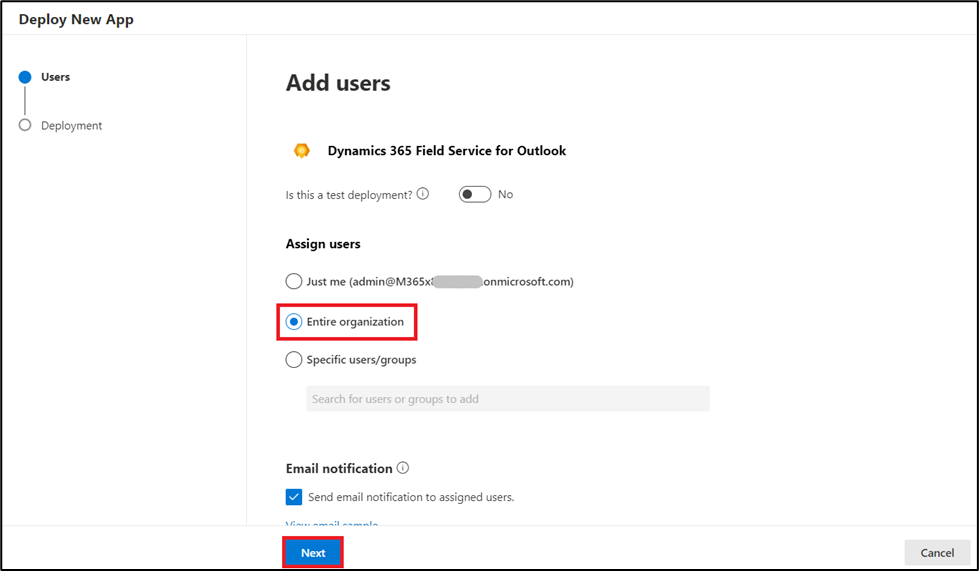 Deploy New App
Users
Deployment
Add users
Dynamics 365 Field Service for Outlook
Is this a test deployment?
No
Assign users
Just me (admin@M365x onmicrosoft.com)
Entire organization
Specific users/groups
Search for users or groups to add
Email notification
Send email notification to assigned users.
View email sample
Next
Cancel